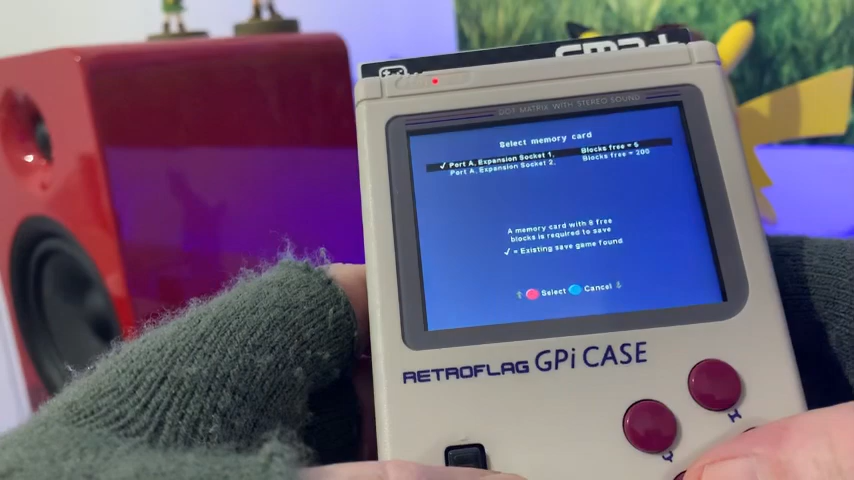 DOT MATRIX WITH STEREO SOUND
Select memory card
✓ Port A, Expansion Socket 1, Blocks free = 5
Port A, Expansion Socket 2, Blocks free = 200
A memory card with 8 free
blocks is required to save
✓ = Existing save game found
Select Cancel
RETROFLAG GPi CASE
X
Y